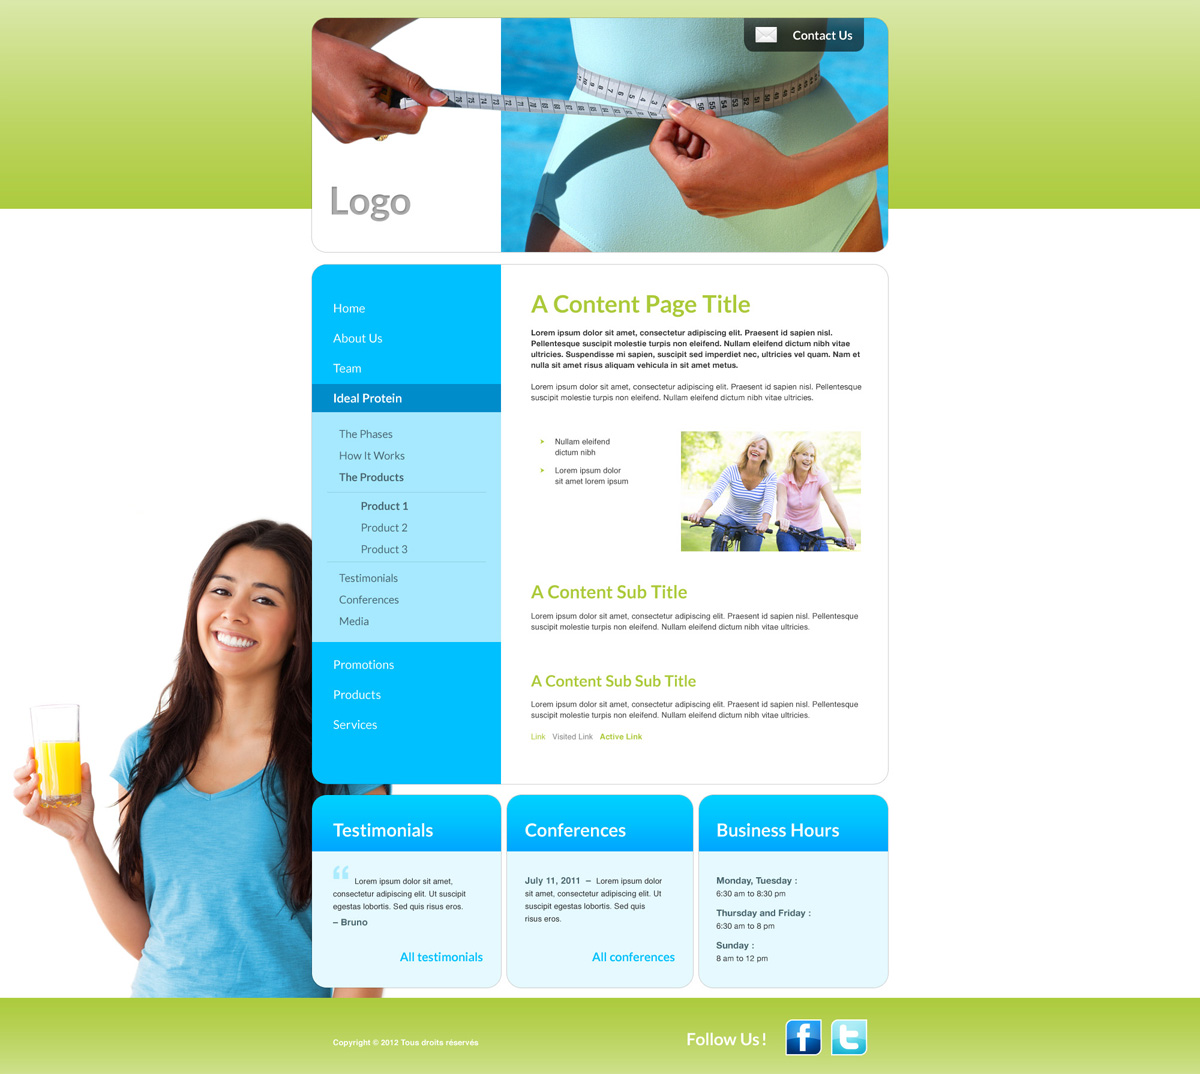 Contact Us
Logo
Home
About Us
Team
Ideal Protein
The Phases
How It Works
The Products
Product 1
Product 2
Product 3
Testimonials
Conferences
Media
Promotions
Products
Services
A Content Page Title
Lorem ipsum dolor sit amet, consectetur adipiscing elit. Praesent id sapien nisl.
Pellentesque suscipit molestie turpis non eleifend. Nullam eleifend dictum nibh vitae
ultricies. Suspendisse mi sapien, suscipit sed imperdiet nec, ultricies vel quam. Nam et
nulla sit amet risus aliquam vehicula in sit amet metus.
Lorem ipsum dolor sit amet, consectetur adipiscing elit. Praesent id sapien nisl. Pellentesque
suscipit molestie turpis non eleifend. Nullam eleifend dictum nibh vitae ultricies.
Nullam eleifend
dictum nibh
Lorem ipsum dolor
sit amet lorem ipsum
A Content Sub Title
Lorem ipsum dolor sit amet, consectetur adipiscing elit. Praesent id sapien nisl. Pellentesque
suscipit molestie turpis non eleifend. Nullam eleifend dictum nibh vitae ultricies.
A Content Sub Sub Title
Lorem ipsum dolor sit amet, consectetur adipiscing elit. Praesent id sapien nisl. Pellentesque
suscipit molestie turpis non eleifend. Nullam eleifend dictum nibh vitae ultricies.
Link Visited Link Active Link
Testimonials
“ Lorem ipsum dolor sit amet,
consectetur adipiscing elit. Ut suscipit
egestas lobortis. Sed quis risus eros.
– Bruno
All testimonials
Conferences
July 11, 2011 – Lorem ipsum dolor
sit amet, consectetur adipiscing elit. Ut
suscipit egestas lobortis. Sed quis
risus eros.
All conferences
Business Hours
Monday, Tuesday :
6:30 am to 8:30 pm
Thursday and Friday :
6:30 am to 8 pm
Sunday :
8 am to 12 pm
Copyright © 2012 Tous droits réservés
Follow Us !
f
t